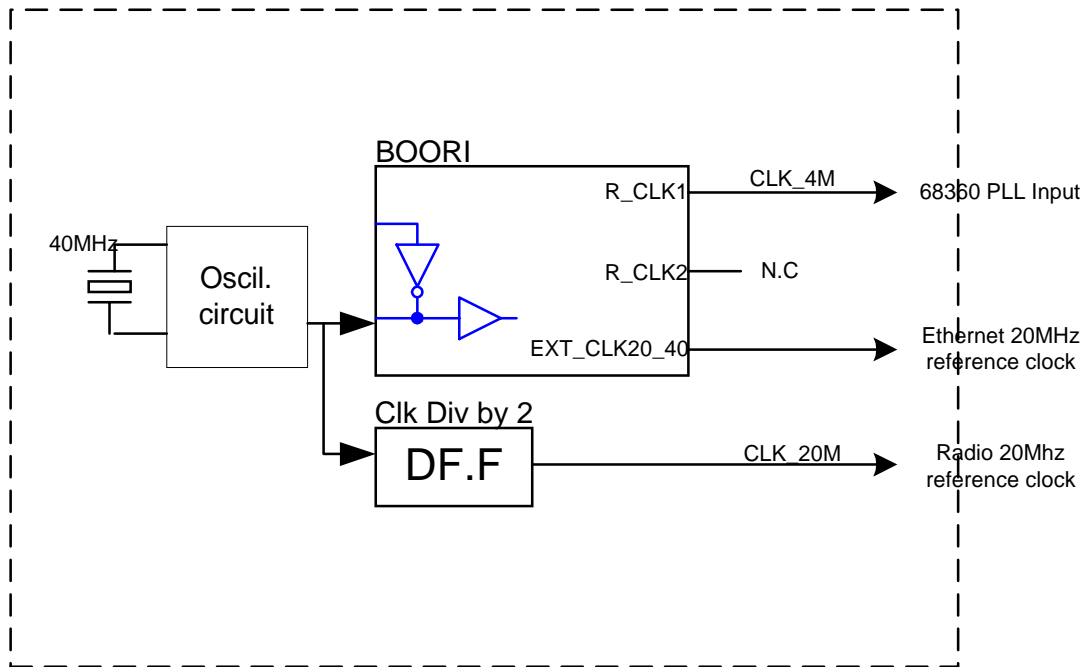 BOORI
R_CLK1
CLK_4M
68360 PLL Input
40MHz
Oscil.
circuit
R_CLK2
N.C
EXT_CLK20_40
Ethernet 20MHz
reference clock
Clk Div by 2
DF.F
CLK_20M
Radio 20Mhz
reference clock